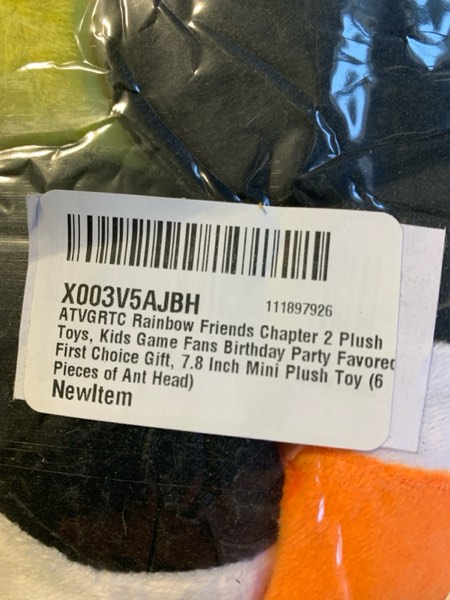 X003V5AJBH
111897926
ATVGRTC Rainbow Friends Chapter 2 Plush
Toys, Kids Game Fans Birthday Party Favored
First Choice Gift, 7.8 Inch Mini Plush Toy (6
Pieces of Ant Head)
NewItem